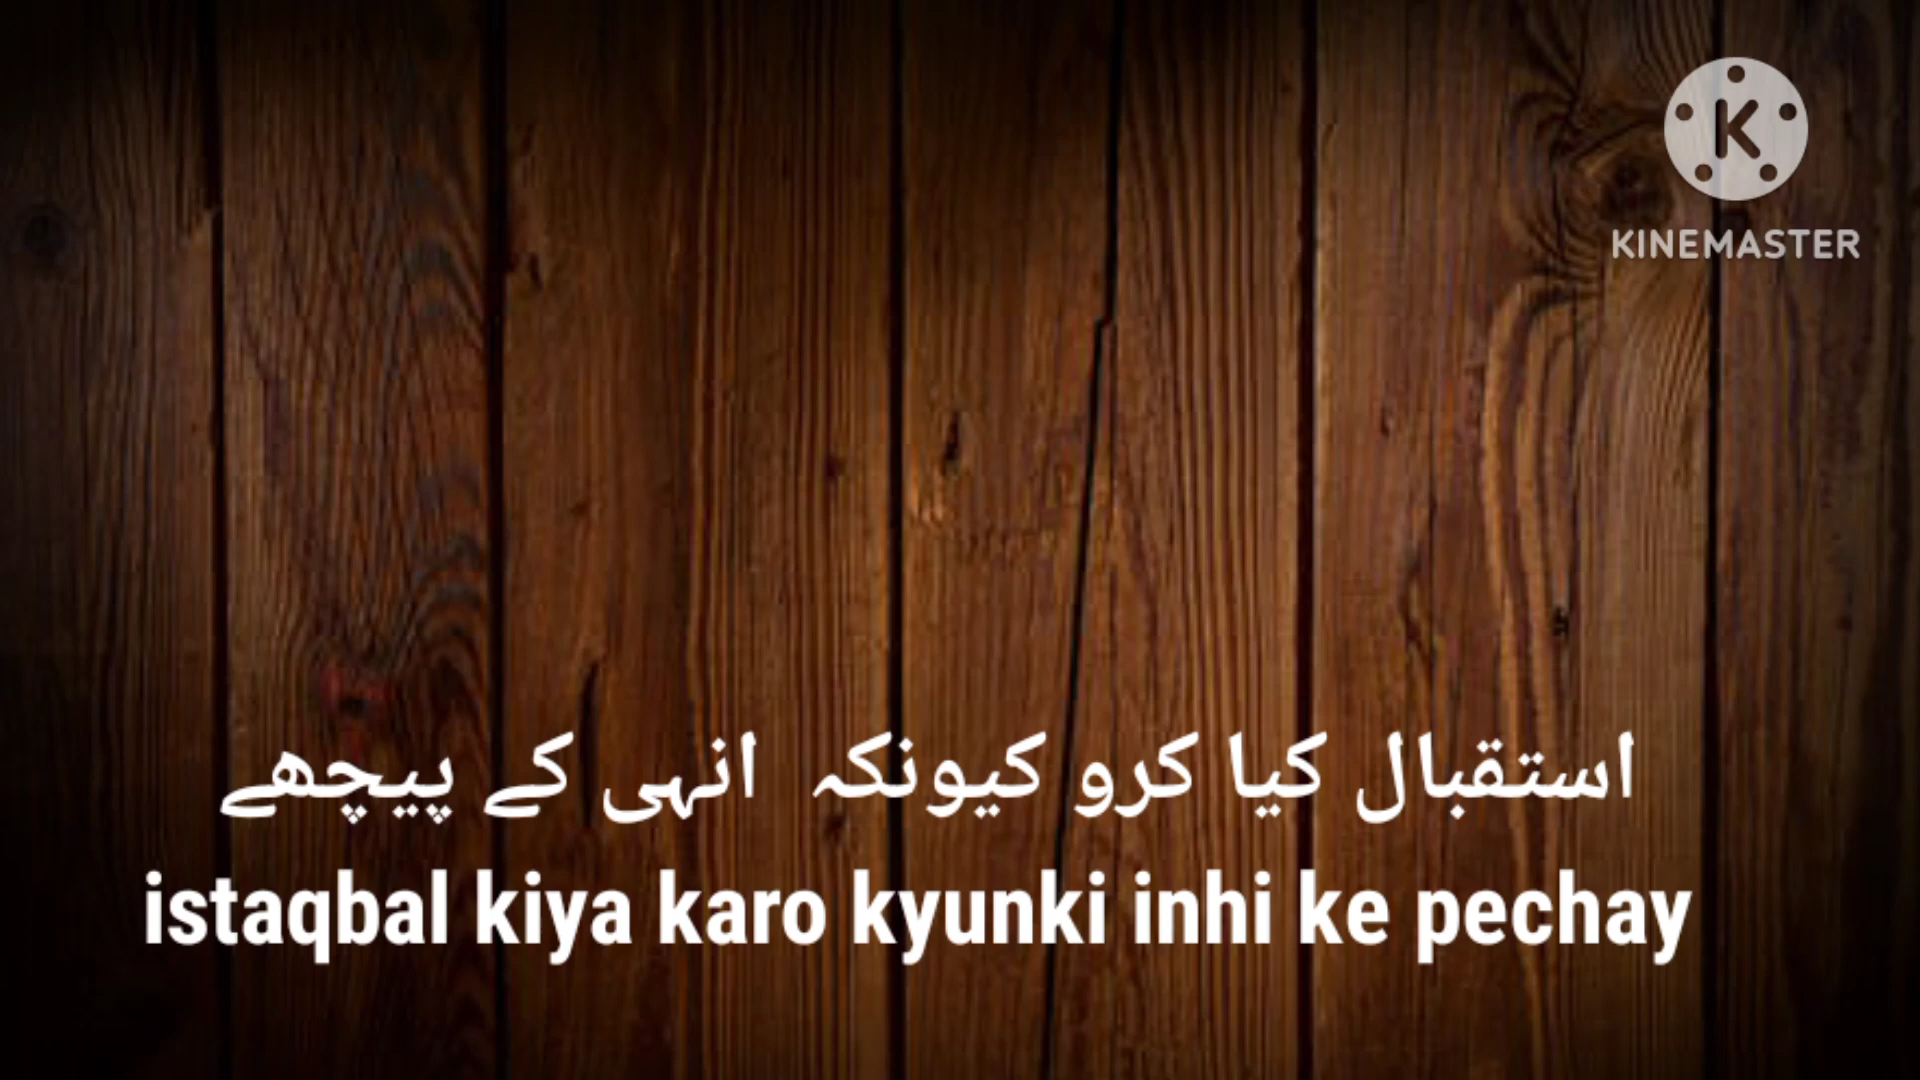 KINEMASTER
استقبال کیا کرو کیونکہ انہی کے پیچھے
istaqbal kiya karo kyunki inhi ke pechay